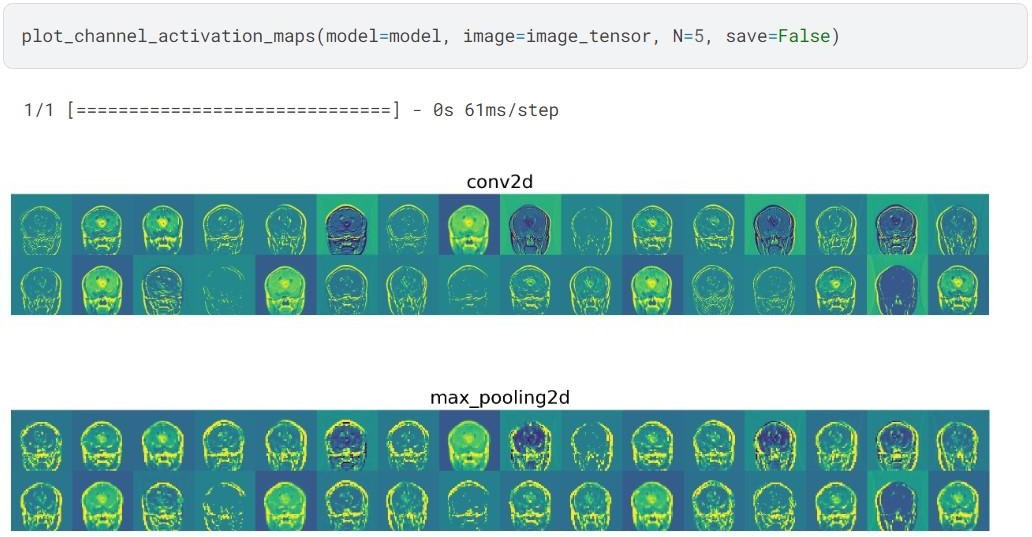 plot_channel_activation_maps(model=model, image=image_tensor, N=5, save=False)
1/1 [==============================] - 0s 61ms/step
conv2d
max_pooling2d